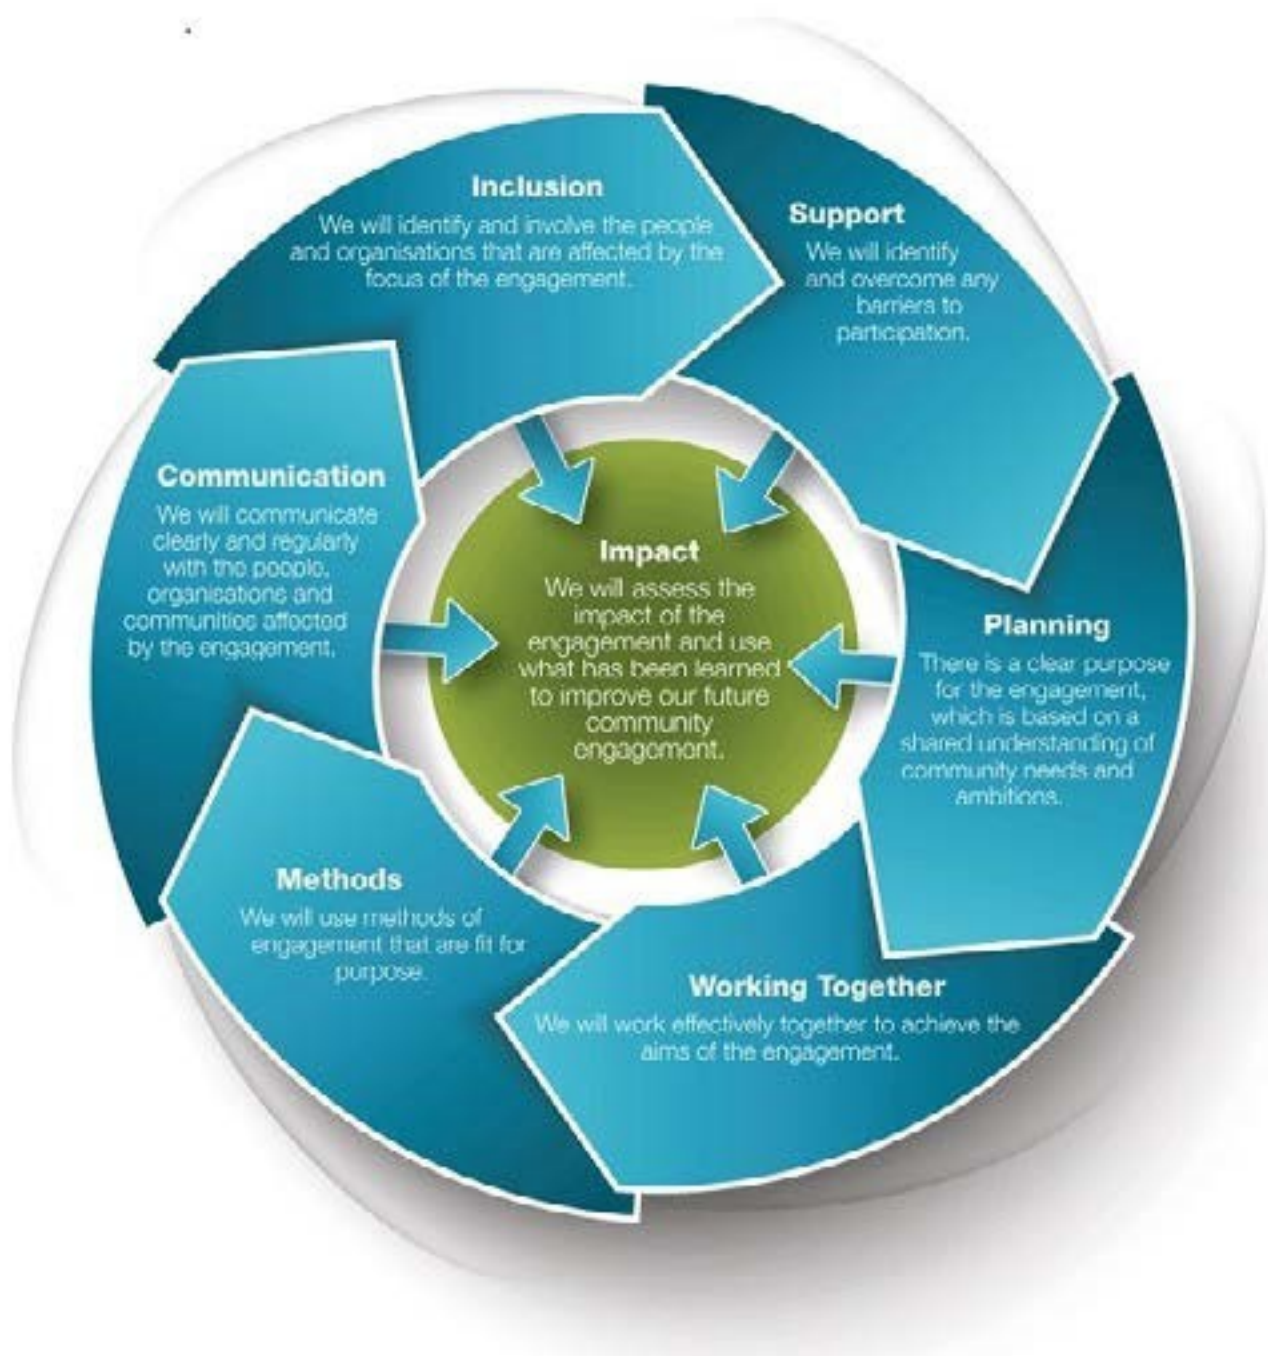 Inclusion
We will identify and involve the people
and organisations that are affected by the
focus of the engagement.
Support
We will identify
and overcome any
barriers to
participation.
Planning
There is a clear purpose
for the engagement,
which is based on a
shared understanding of
community needs and
ambitions.
Working Together
We will work effectively together to achieve the
aims of the engagement.
Methods
We will use methods of
engagement that are fit for
purpose.
Communication
We will communicate
clearly and regularly
with the people,
organisations and
communities affected
by the engagement.
Impact
We will assess the
impact of the
engagement and use
what has been learned
to improve our future
community
engagement.